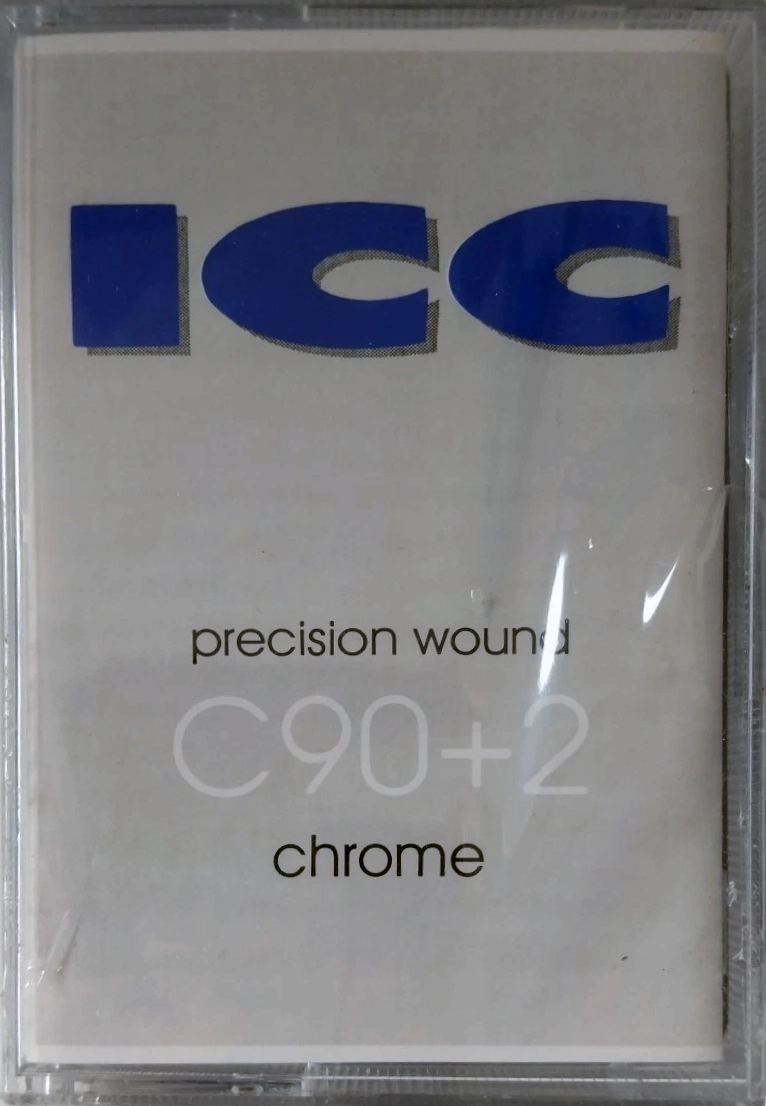 ICC
precision wound
C90+2
chrome